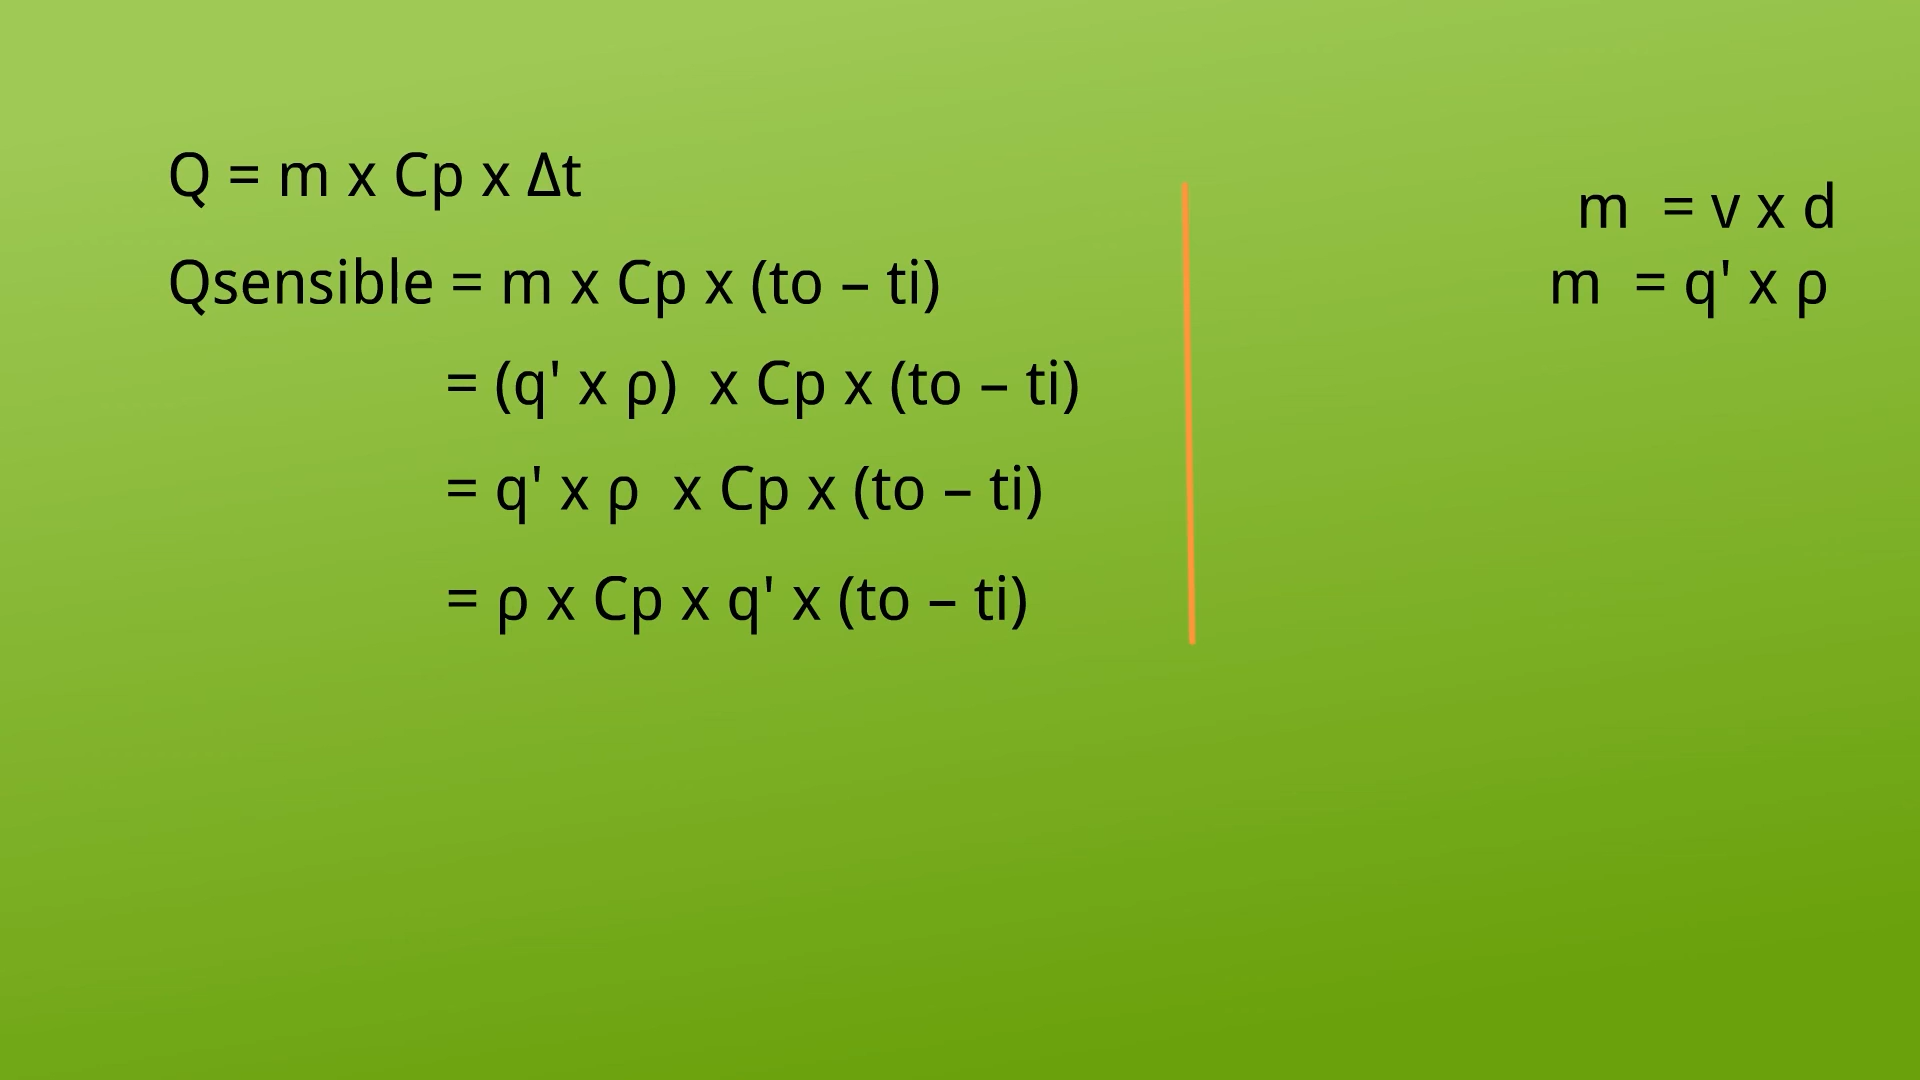 Q = m x Cp x Δt
Qsensible = m x Cp x (to – ti)
= (q' x ρ) x Cp x (to – ti)
= q' x ρ x Cp x (to – ti)
= ρ x Cp x q' x (to – ti)
m = v x d
m = q' x ρ